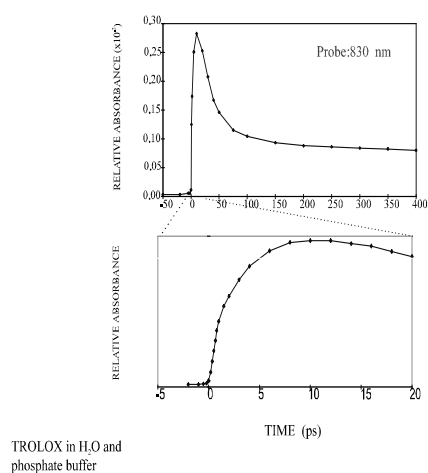 RELATIVE ABSORBANCE (x10²)
0,30
0,25
0,20
0,15
0,10
0,05
0,00
Probe:830 nm
-50 0 50 100 150 200 250 300 350 400
RELATIVE ABSORBANCE
-5 0 5 10 15 20
TIME (ps)
TROLOX in H₂O and
phosphate buffer